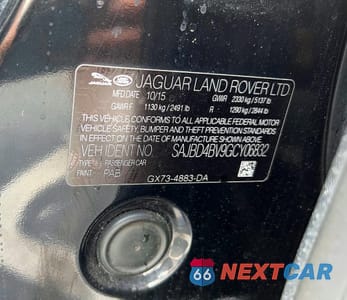 JAGUAR LAND ROVER LTD
MFD DATE 10/15 GVWR 2330 kg / 5137 lb
GAWR F 1130 kg / 2491 lb R 1290 kg / 2844 lb
THIS VEHICLE CONFORMS TO ALL APPLICABLE FEDERAL MOTOR
VEHICLE SAFETY, BUMPER AND THEFT PREVENTION STANDARDS
IN EFFECT ON THE DATE OF MANUFACTURE SHOWN ABOVE.
VEH IDENT NO. SAJBD4BV9GCY06832
TYPE: PASSENGER CAR
PAINT: PAB
GX73-4883-DA
66 NEXTCAR